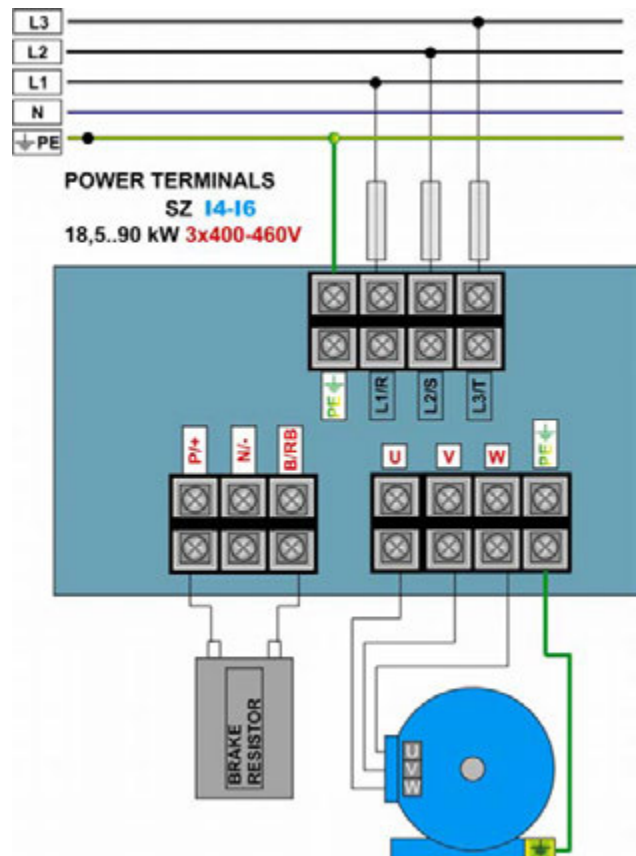 L3
L2
L1
N
PE
POWER TERMINALS
SZ I4-I6
18,5..90 kW 3x400-460V
PE
L1/R
L2/S
L3/T
P/+
N/-
B/RB
U
V
W
PE
BRAKE
RESISTOR
U
V
W